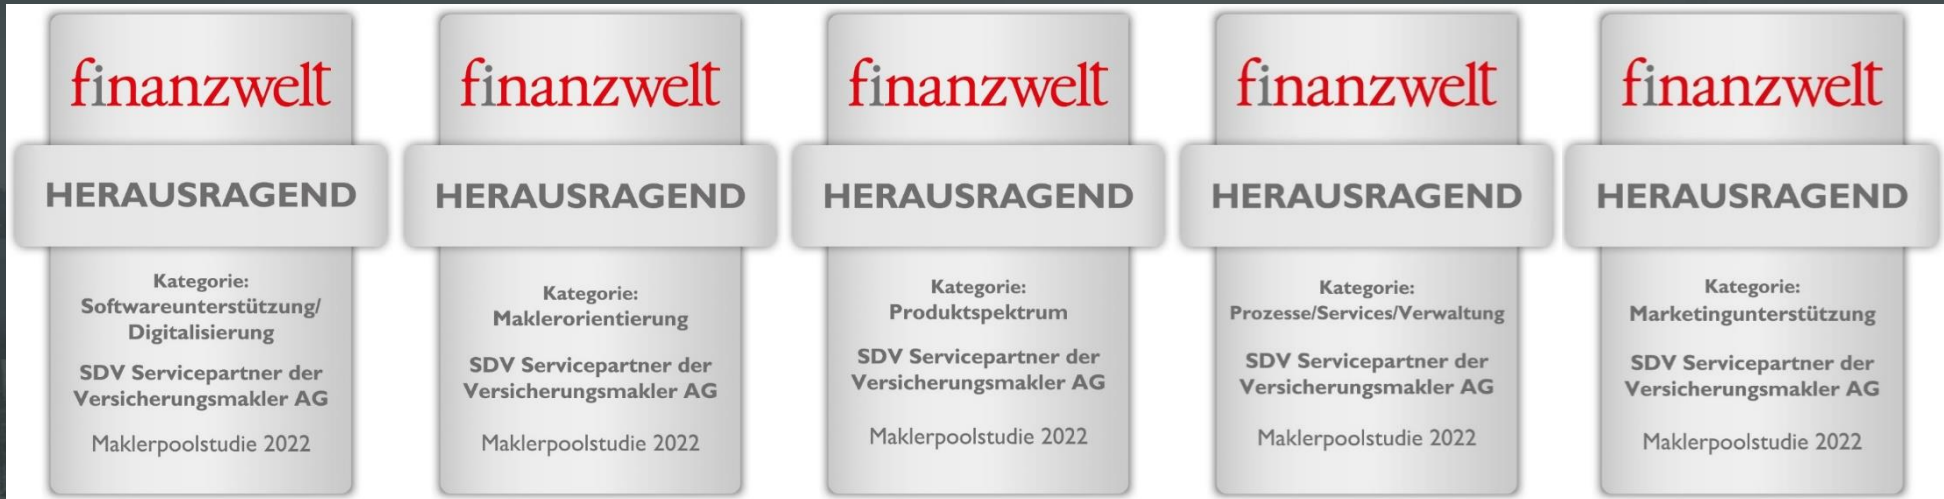 finanzwelt
HERAUSRAGEND
Kategorie:
Softwareunterstützung/
Digitalisierung
SDV Servicepartner der
Versicherungsmakler AG
Maklerpoolstudie 2022
finanzwelt
HERAUSRAGEND
Kategorie:
Maklerorientierung
SDV Servicepartner der
Versicherungsmakler AG
Maklerpoolstudie 2022
finanzwelt
HERAUSRAGEND
Kategorie:
Produktspektrum
SDV Servicepartner der
Versicherungsmakler AG
Maklerpoolstudie 2022
finanzwelt
HERAUSRAGEND
Kategorie:
Prozesse/Services/Verwaltung
SDV Servicepartner der
Versicherungsmakler AG
Maklerpoolstudie 2022
finanzwelt
HERAUSRAGEND
Kategorie:
Marketingunterstützung
SDV Servicepartner der
Versicherungsmakler AG
Maklerpoolstudie 2022